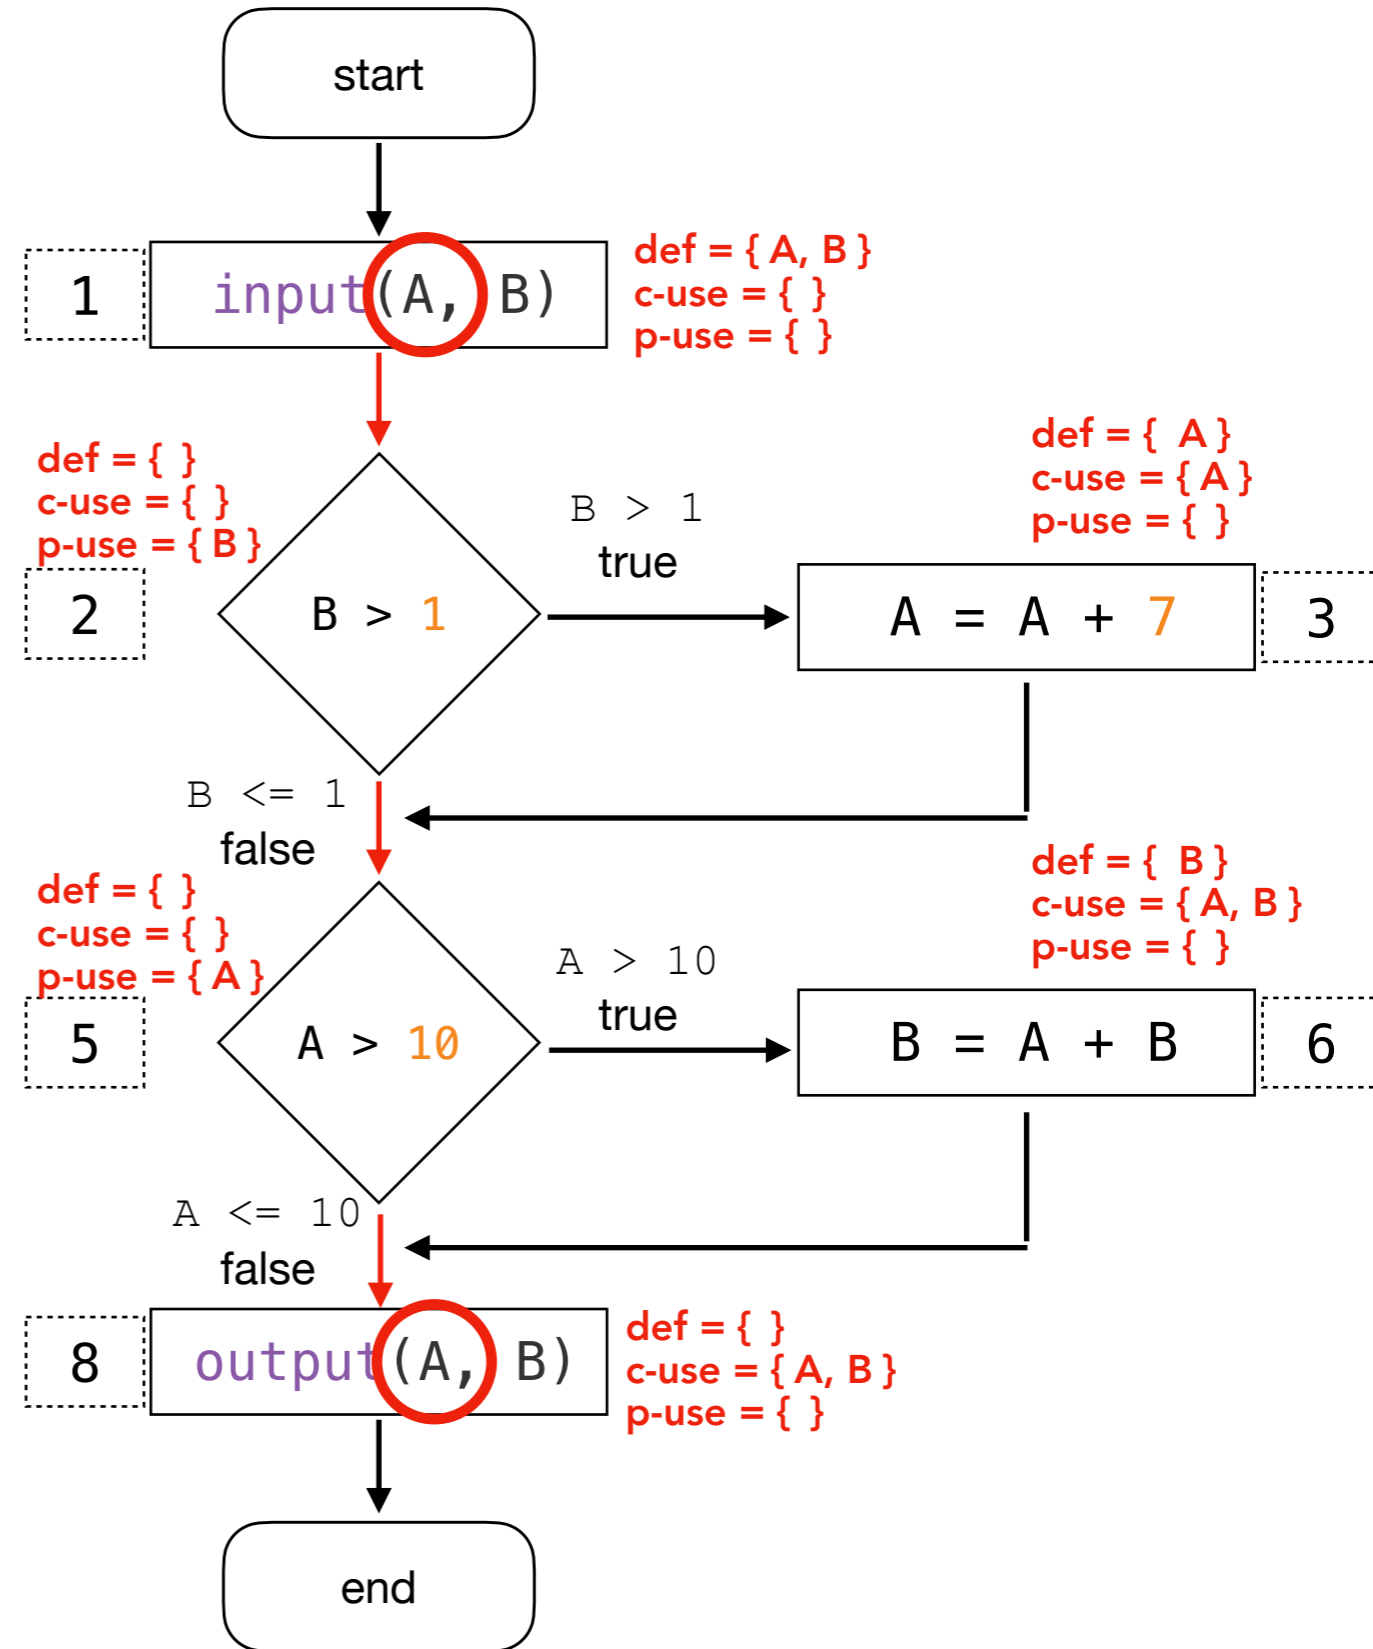 start
1
input(A, B)
def = { A, B }
c-use = { }
p-use = { }
def = { }
c-use = { }
p-use = { B }
2
B > 1
B > 1
true
def = { A }
c-use = { A }
p-use = { }
A = A + 7
3
B <= 1
false
def = { }
c-use = { }
p-use = { A }
5
A > 10
A > 10
true
def = { B }
c-use = { A, B }
p-use = { }
B = A + B
6
A <= 10
false
8
output(A, B)
def = { }
c-use = { A, B }
p-use = { }
end